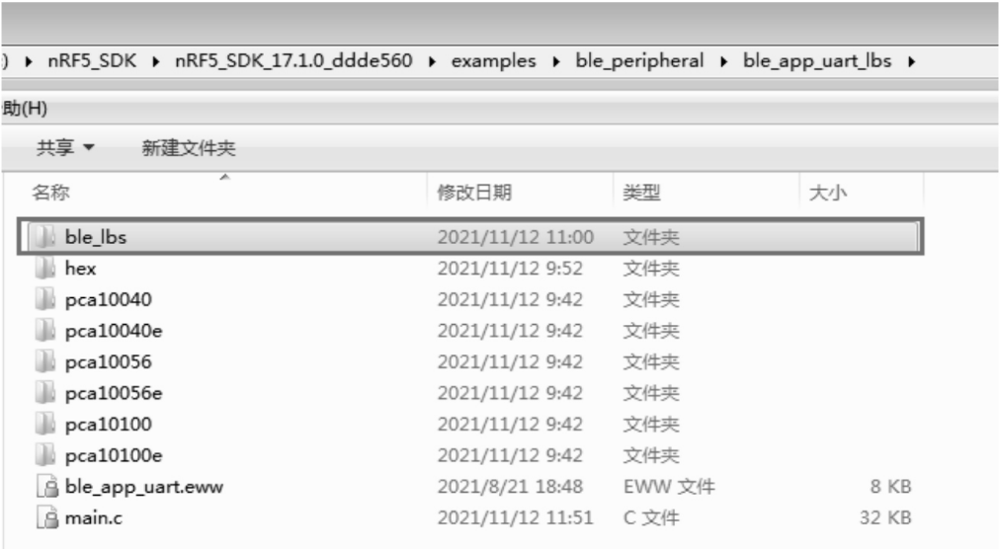 ) ▸ nRF5_SDK ▸ nRF5_SDK_17.1.0_ddde560 ▸ examples ▸ ble_peripheral ▸ ble_app_uart_lbs ▸
助(H)
共享 新建文件夹
名称 修改日期 类型 大小
ble_lbs 2021/11/12 11:00 文件夹
hex 2021/11/12 9:52 文件夹
pca10040 2021/11/12 9:42 文件夹
pca10040e 2021/11/12 9:42 文件夹
pca10056 2021/11/12 9:42 文件夹
pca10056e 2021/11/12 9:42 文件夹
pca10100 2021/11/12 9:42 文件夹
pca10100e 2021/11/12 9:42 文件夹
ble_app_uart.eww 2021/8/21 18:48 EWW 文件 8 KB
main.c 2021/11/12 11:51 C 文件 32 KB